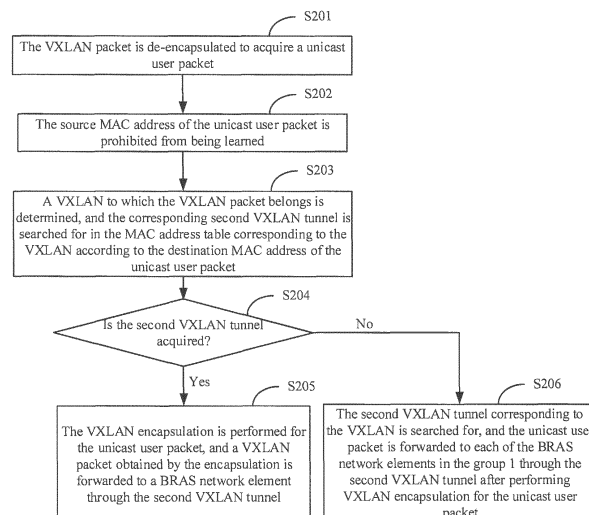 S201
The VXLAN packet is de-encapsulated to acquire a unicast
user packet
S202
The source MAC address of the unicast user packet is
prohibited from being learned
S203
A VXLAN to which the VXLAN packet belongs is
determined, and the corresponding second VXLAN tunnel is
searched for in the MAC address table corresponding to the
VXLAN according to the destination MAC address of the
unicast user packet
S204
Is the second VXLAN tunnel
acquired?
No
Yes
S205
The VXLAN encapsulation is performed for
the unicast user packet, and a VXLAN
packet obtained by the encapsulation is
forwarded to a BRAS network element
through the second VXLAN tunnel
S206
The second VXLAN tunnel corresponding to
the VXLAN is searched for, and the unicast use
packet is forwarded to each of the BRAS
network elements in the group 1 through the
second VXLAN tunnel after performing
VXLAN encapsulation for the unicast user
packet